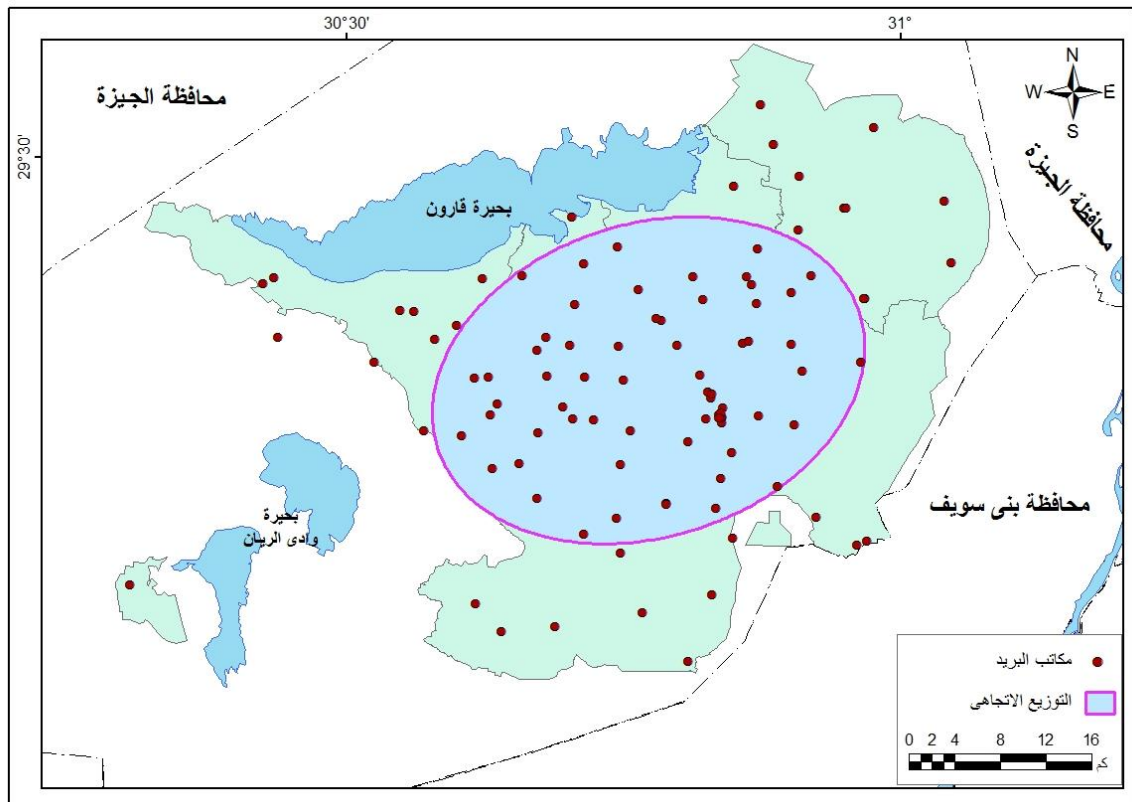 30°30'
31°
29°30'
محافظة الجيزة
N
W E
S
محافظة الجيزة
بحيرة قارون
بحيرة
وادى الريان
محافظة بنى سويف
مكاتب البريد
التوزيع الاتجاهى
0 2 4 8 12 16
كم